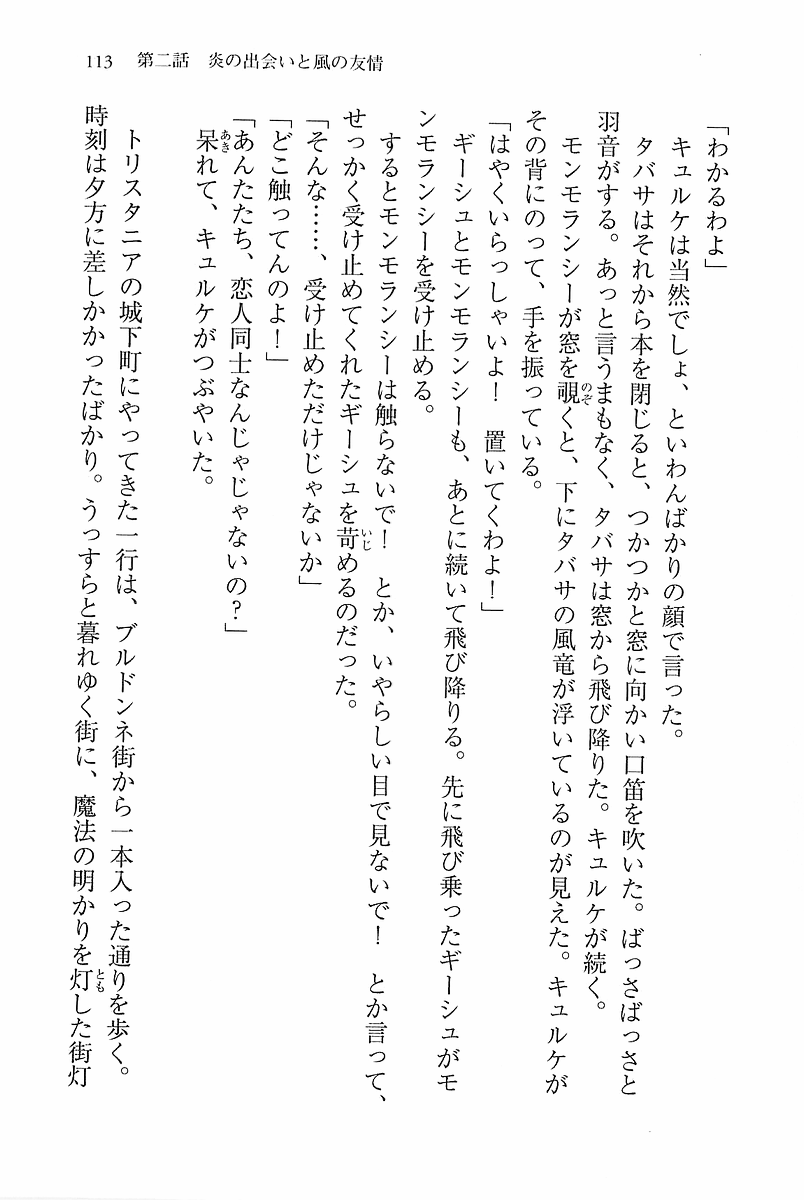 113　第二話　炎の出会いと風の友情
「わかるわよ」
　キュルケは当然でしょ、といわんばかりの顔で言った。
　タバサはそれから本を閉じると、つかつかと窓に向かい口笛を吹いた。ばっさばっさと
羽音がする。あっと言うまもなく、タバサは窓から飛び降りた。キュルケが続く。
　モンモランシーが窓を覗くと、下にタバサの風竜が浮いているのが見えた。キュルケが
その背にのって、手を振っている。
「はやくいらっしゃいよ！　置いてくわよ！」
　ギーシュとモンモランシーも、あとに続いて飛び降りる。先に飛び乗ったギーシュがモ
ンモランシーを受け止める。
　するとモンモランシーは触らないで！　とか、いやらしい目で見ないで！　とか言って、
せっかく受け止めてくれたギーシュを苛めるのだった。
「そんな……、受け止めただけじゃないか」
「どこ触ってんのよ！」
「あんたたち、恋人同士なんじゃじゃないの？」
　呆れて、キュルケがつぶやいた。
　トリスタニアの城下町にやってきた一行は、ブルドンネ街から一本入った通りを歩く。
時刻は夕方に差しかかったばかり。うっすらと暮れゆく街に、魔法の明かりを灯した街灯